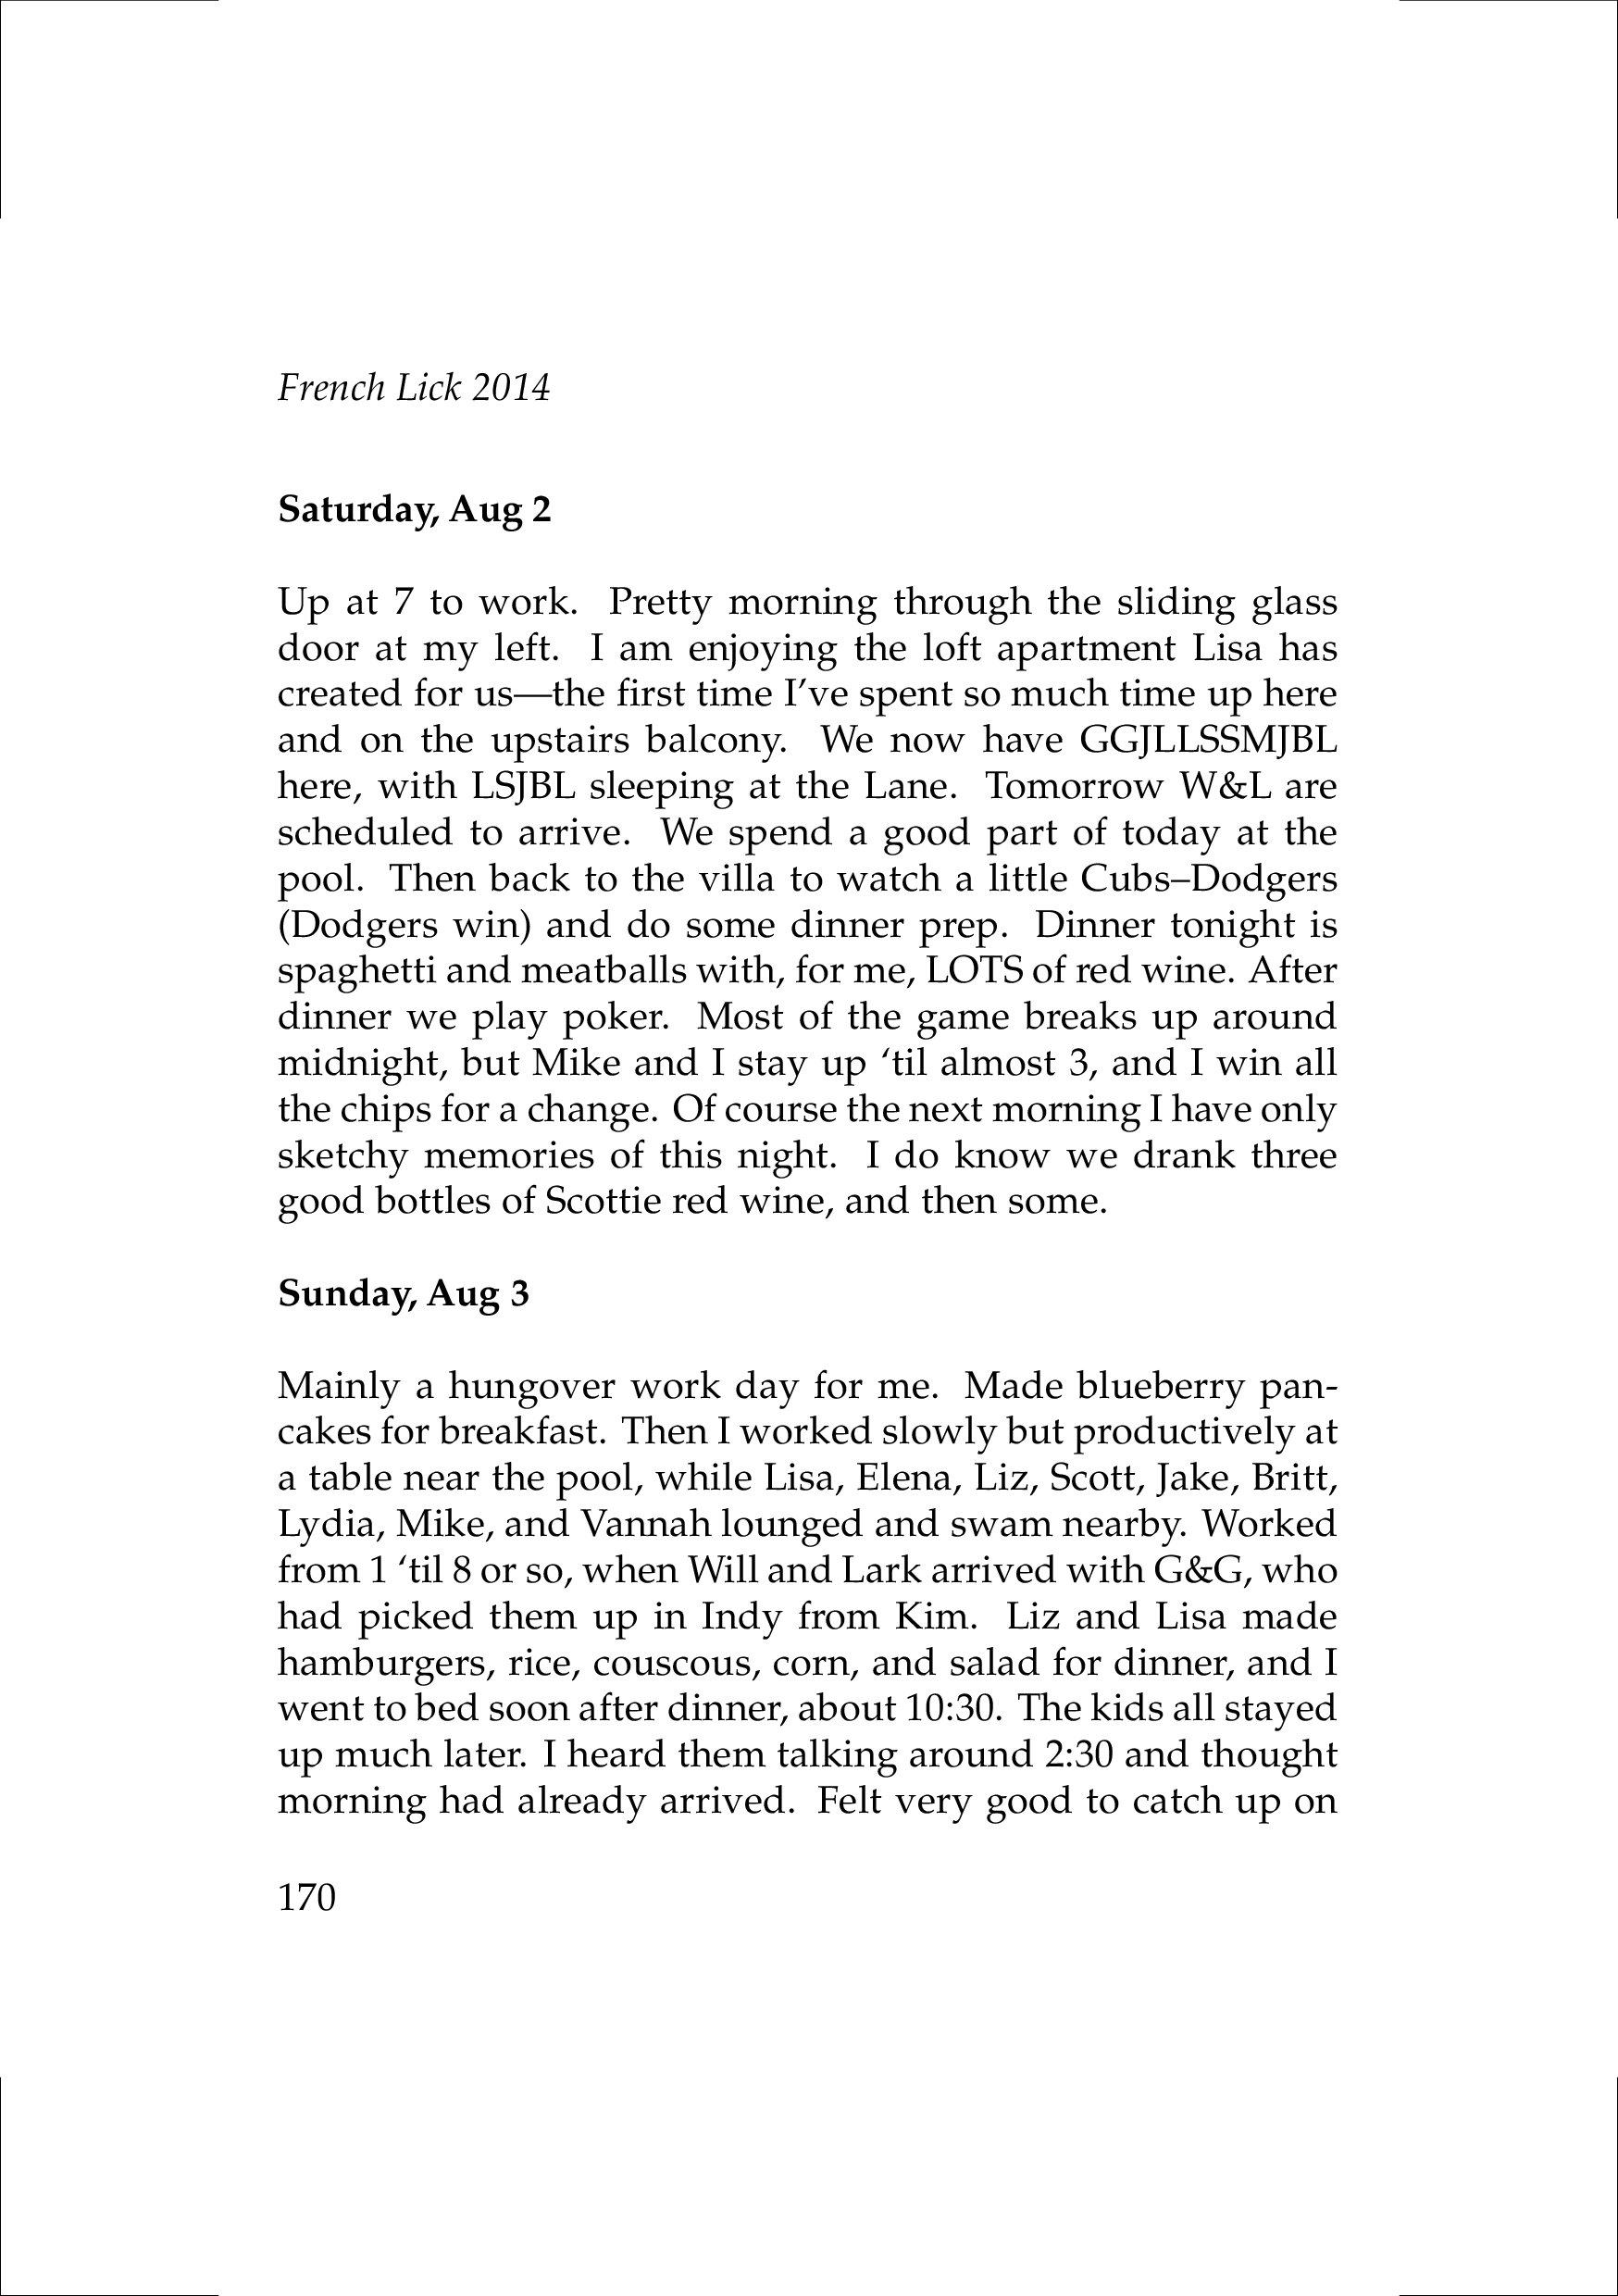 French Lick 2014
Saturday, Aug 2
Up at 7 to work. Pretty morning through the sliding glass
door at my left. I am enjoying the loft apartment Lisa has
created for us—the first time I’ve spent so much time up here
and on the upstairs balcony. We now have GGJLLSSMJBL
here, with LSJBL sleeping at the Lane. Tomorrow W&L are
scheduled to arrive. We spend a good part of today at the
pool. Then back to the villa to watch a little Cubs–Dodgers
(Dodgers win) and do some dinner prep. Dinner tonight is
spaghetti and meatballs with, for me, LOTS of red wine. After
dinner we play poker. Most of the game breaks up around
midnight, but Mike and I stay up ‘til almost 3, and I win all
the chips for a change. Of course the next morning I have only
sketchy memories of this night. I do know we drank three
good bottles of Scottie red wine, and then some.
Sunday, Aug 3
Mainly a hungover work day for me. Made blueberry pan-
cakes for breakfast. Then I worked slowly but productively at
a table near the pool, while Lisa, Elena, Liz, Scott, Jake, Britt,
Lydia, Mike, and Vannah lounged and swam nearby. Worked
from 1 ‘til 8 or so, when Will and Lark arrived with G&G, who
had picked them up in Indy from Kim. Liz and Lisa made
hamburgers, rice, couscous, corn, and salad for dinner, and I
went to bed soon after dinner, about 10:30. The kids all stayed
up much later. I heard them talking around 2:30 and thought
morning had already arrived. Felt very good to catch up on
170